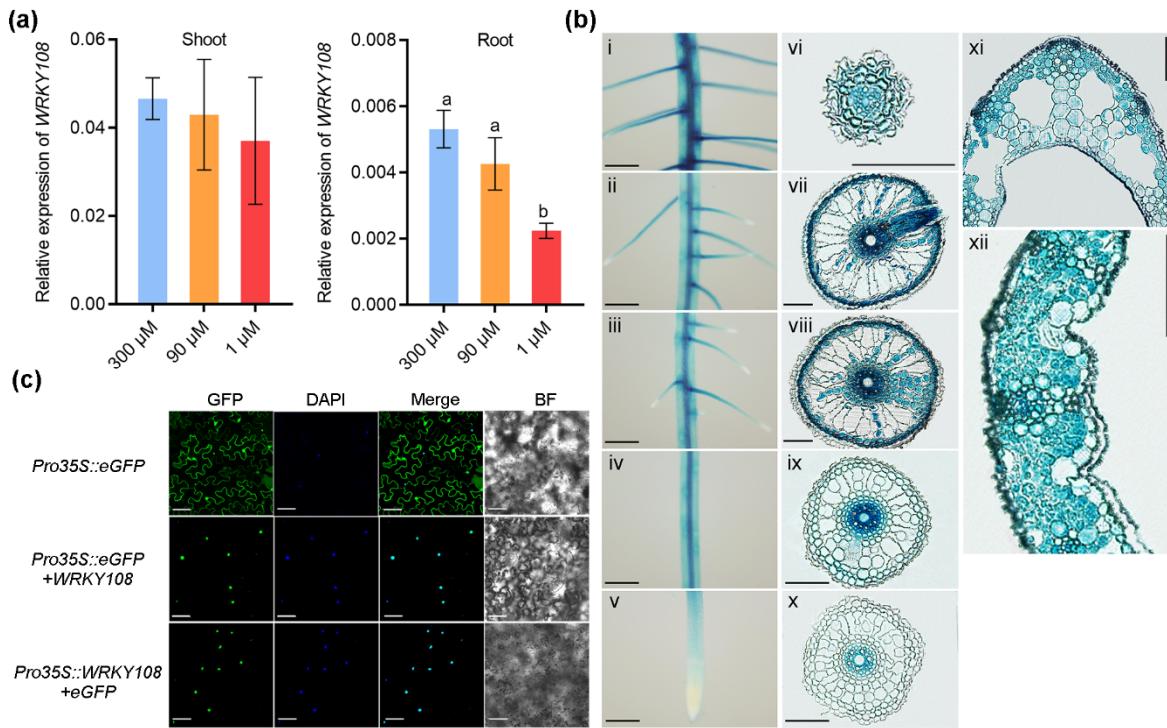 (a)
Shoot
Relative expression of WRKY108
0.06
0.04
0.02
0.00
300 µM
90 µM
1 µM
Root
Relative expression of WRKY108
0.008
0.006
0.004
0.002
0.000
a
a
b
300 µM
90 µM
1 µM
(b)
i
ii
iii
iv
v
vi
vii
viii
ix
x
xi
xii
(c)
GFP DAPI Merge BF
Pro35S::eGFP
Pro35S::eGFP
+WRKY108
Pro35S::WRKY108
+eGFP